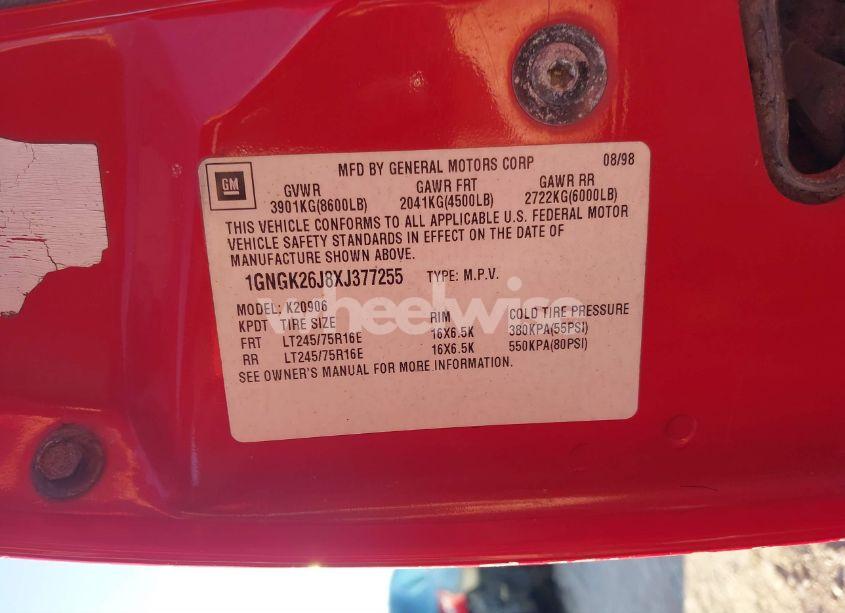 GM
MFD BY GENERAL MOTORS CORP 08/98
GVWR GAWR FRT GAWR RR
3901KG(8600LB) 2041KG(4500LB) 2722KG(6000LB)
THIS VEHICLE CONFORMS TO ALL APPLICABLE U.S. FEDERAL MOTOR
VEHICLE SAFETY STANDARDS IN EFFECT ON THE DATE OF
MANUFACTURE SHOWN ABOVE.
1GNGK26J8XJ377255 TYPE: M.P.V.
wheelwise
MODEL: K20906
KPDT TIRE SIZE RIM COLD TIRE PRESSURE
FRT LT245/75R16E 16X6.5K 380KPA(55PSI)
RR LT245/75R16E 16X6.5K 550KPA(80PSI)
SEE OWNER'S MANUAL FOR MORE INFORMATION.